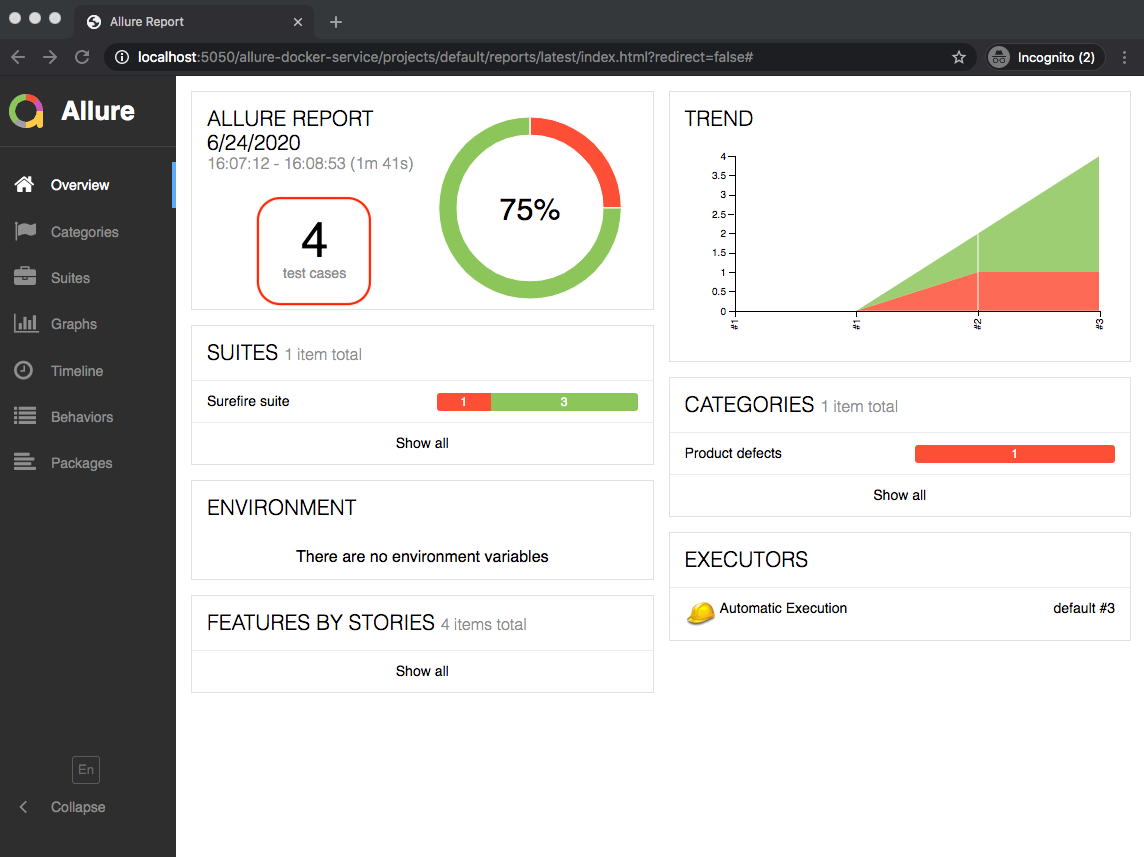 Allure Report
localhost:5050/allure-docker-service/projects/default/reports/latest/index.html?redirect=false#
Incognito (2)
Allure
Overview
Categories
Suites
Graphs
Timeline
Behaviors
Packages
En
Collapse
ALLURE REPORT
6/24/2020
16:07:12 - 16:08:53 (1m 41s)
4
test cases
75%
SUITES 1 item total
Surefire suite 1 3
Show all
ENVIRONMENT
There are no environment variables
FEATURES BY STORIES 4 items total
Show all
TREND
4
3.5
3
2.5
2
1.5
1
0.5
0
#1 #1 #2 #3
CATEGORIES 1 item total
Product defects 1
Show all
EXECUTORS
Automatic Execution default #3